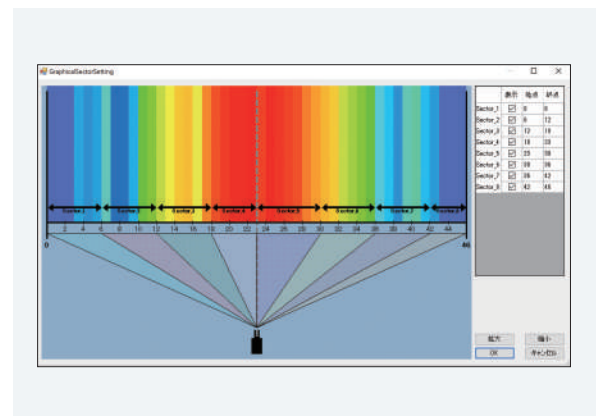 GraphicalSectorSetting
表示 始点 終点
Sector_1 0 6
Sector_2 6 12
Sector_3 12 18
Sector_4 18
Sector_5 30
Sector_6 30 36
Sector_7 36 42
Sector_8 42 46
Sector_1 Sector_2 Sector_3 Sector_4 Sector_5 Sector_6 Sector_7 Sector_8
2 4 6 8 10 12 14 16 18 20 22 24 26 28 30 32 34 36 38 40 42 44
0 46
拡大 縮小
OK キャンセル